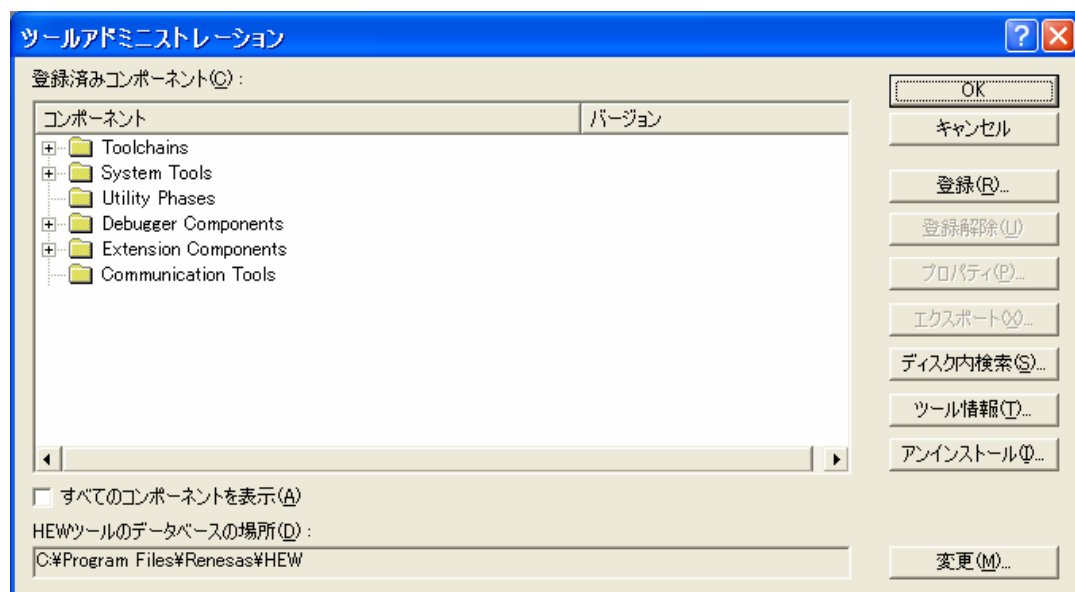 ツールアドミニストレーション
登録済みコンポーネント(C):
コンポーネント
バージョン
Toolchains
System Tools
Utility Phases
Debugger Components
Extension Components
Communication Tools
すべてのコンポーネントを表示(A)
HEWツールのデータベースの場所(D):
C:¥Program Files¥Renesas¥HEW
OK
キャンセル
登録(R)...
登録解除(U)
プロパティ(P)...
エクスポート(X)...
ディスク内検索(S)...
ツール情報(T)...
アンインストール(I)...
変更(M)...